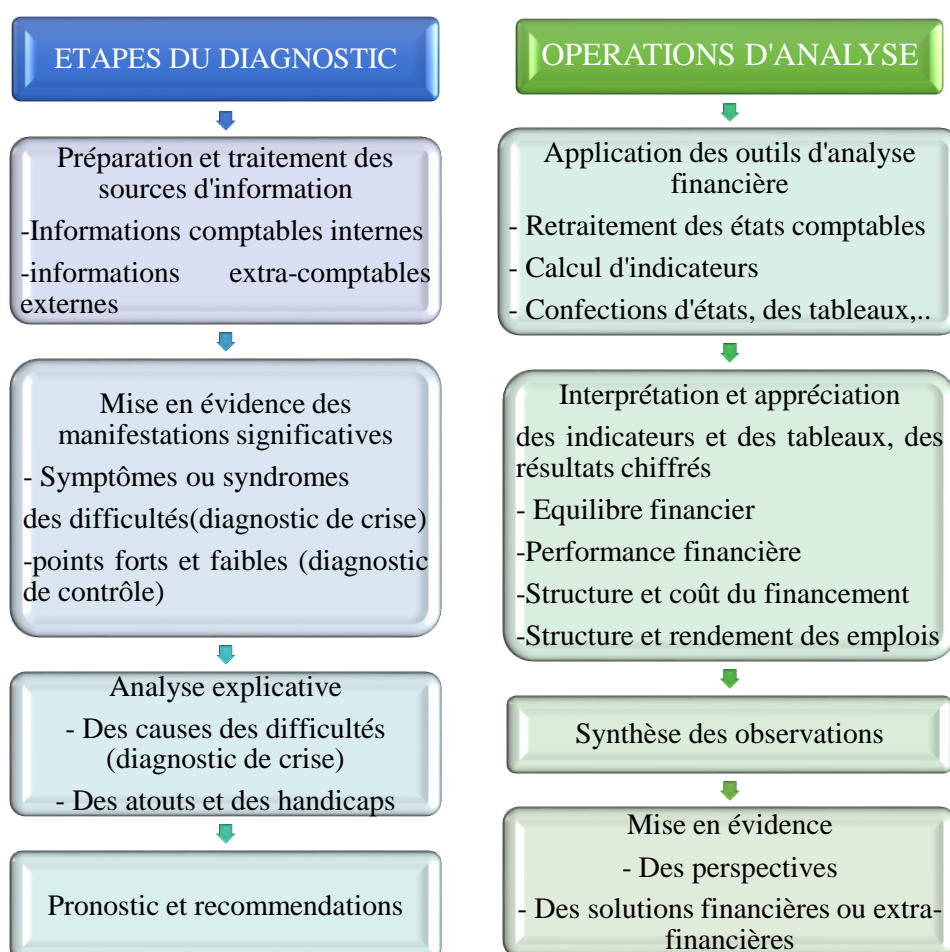 ETAPES DU DIAGNOSTIC
Préparation et traitement des
sources d'information
-Informations comptables internes
-informations extra-comptables
externes
Mise en évidence des
manifestations significatives
- Symptômes ou syndromes
des difficultés(diagnostic de crise)
-points forts et faibles (diagnostic
de contrôle)
Analyse explicative
- Des causes des difficultés
(diagnostic de crise)
- Des atouts et des handicaps
Pronostic et recommendations
OPERATIONS D'ANALYSE
Application des outils d'analyse
financière
- Retraitement des états comptables
- Calcul d'indicateurs
- Confections d'états, des tableaux,..
Interprétation et appréciation
des indicateurs et des tableaux, des
résultats chiffrés
- Equilibre financier
-Performance financière
-Structure et coût du financement
-Structure et rendement des emplois
Synthèse des observations
Mise en évidence
- Des perspectives
- Des solutions financières ou extra-
financières